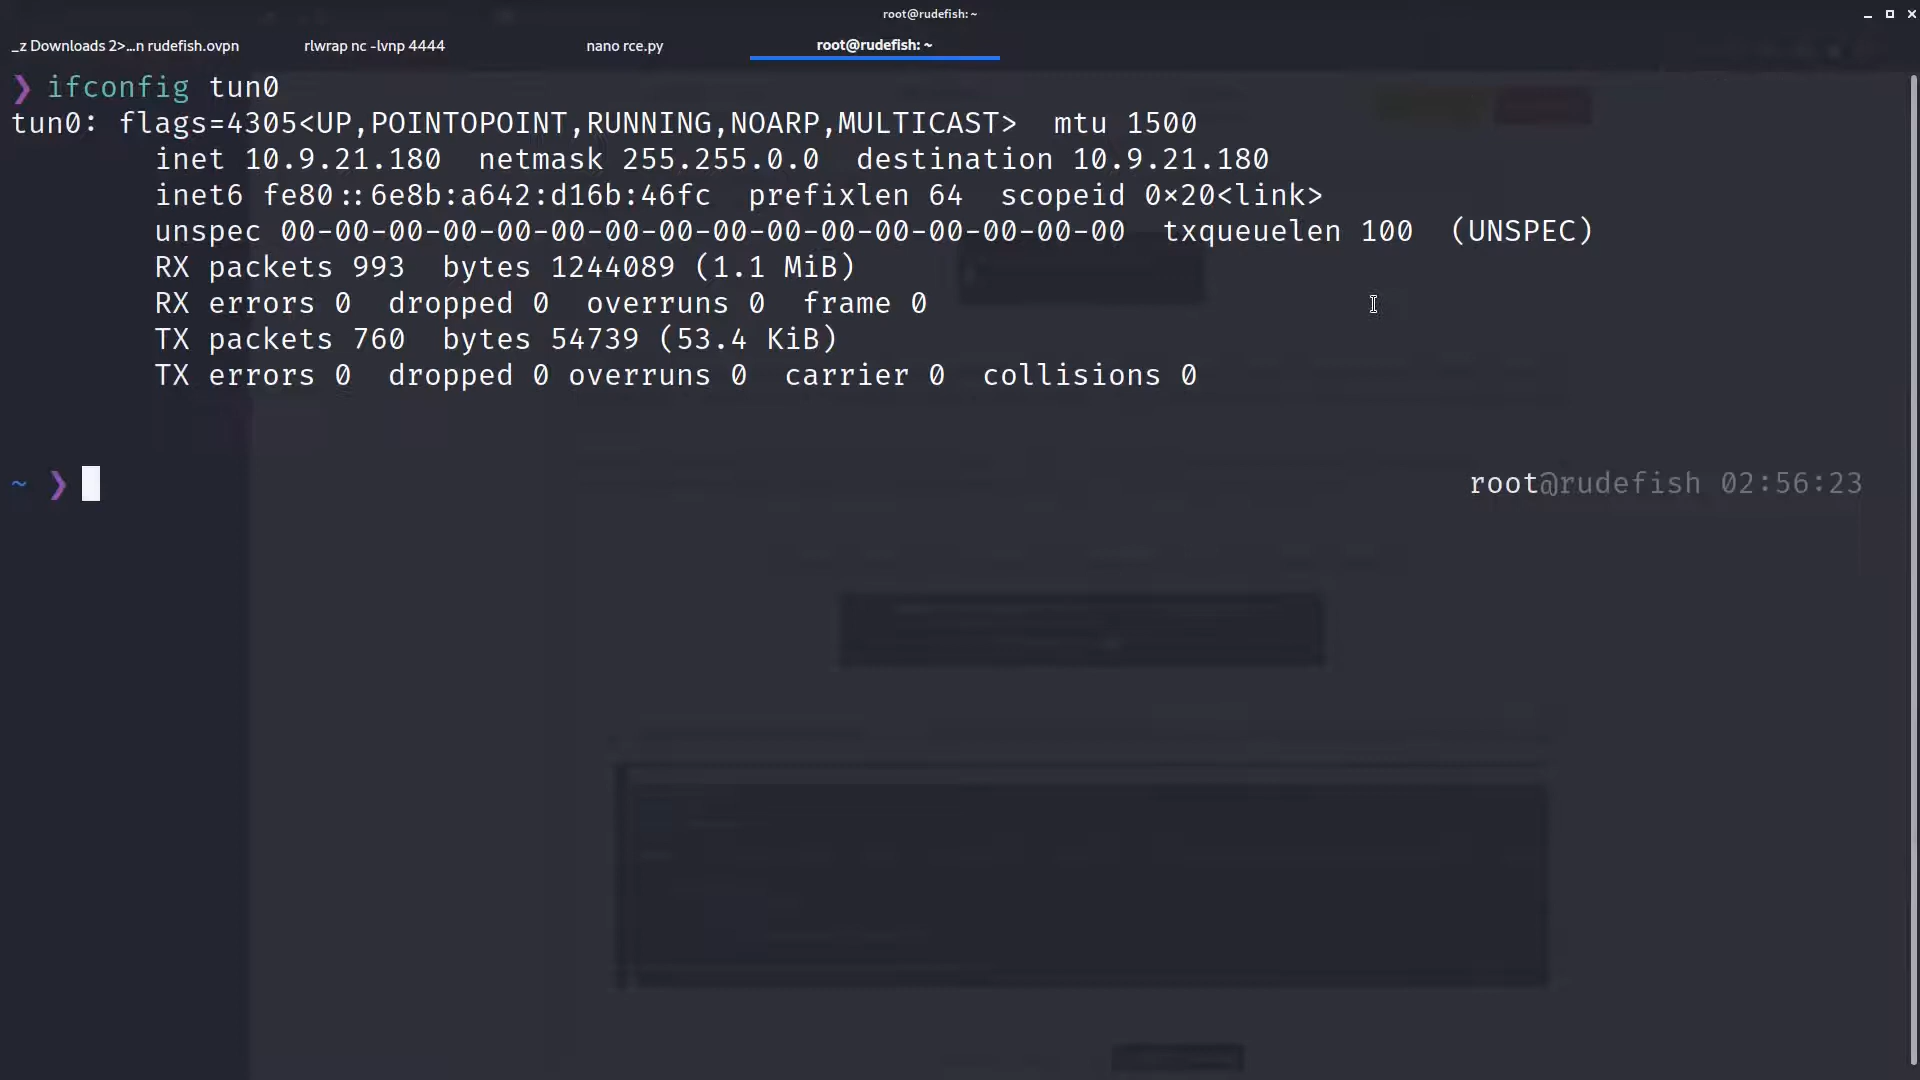 root@rudefish: ~
_z Downloads 2>...n rudefish.ovpn
rlwrap nc -lvnp 4444
nano rce.py
root@rudefish: ~
❯ ifconfig tun0
tun0: flags=4305<UP,POINTOPOINT,RUNNING,NOARP,MULTICAST>  mtu 1500
        inet 10.9.21.180  netmask 255.255.0.0  destination 10.9.21.180
        inet6 fe80::6e8b:a642:d16b:46fc  prefixlen 64  scopeid 0×20<link>
        unspec 00-00-00-00-00-00-00-00-00-00-00-00-00-00-00-00  txqueuelen 100  (UNSPEC)
        RX packets 993  bytes 1244089 (1.1 MiB)
        RX errors 0  dropped 0  overruns 0  frame 0
        TX packets 760  bytes 54739 (53.4 KiB)
        TX errors 0  dropped 0 overruns 0  carrier 0  collisions 0
~ ❯ root@rudefish 02:56:23